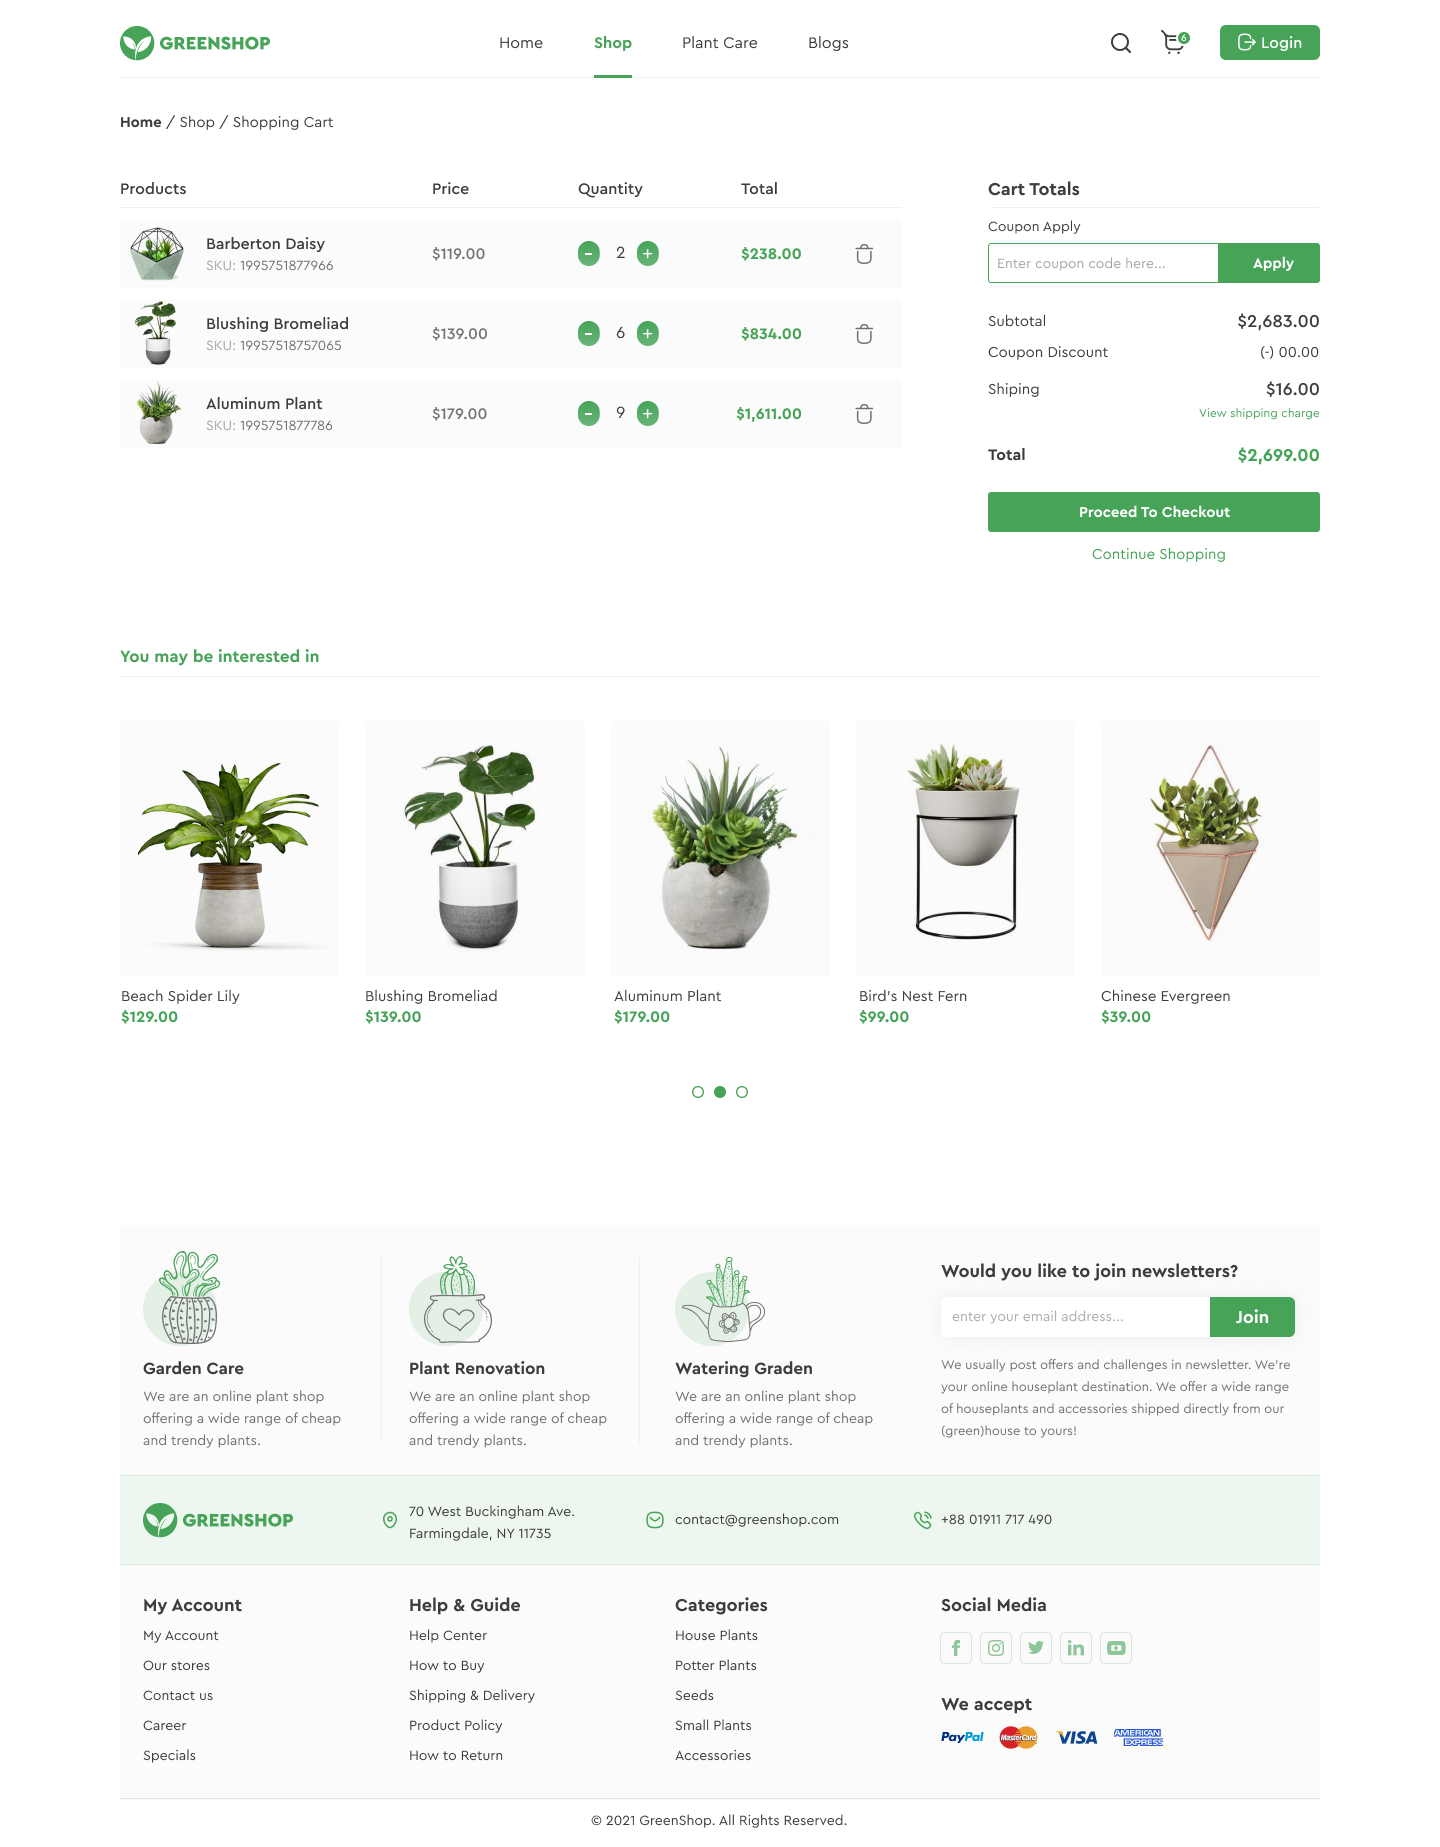 GREENSHOP
Home Shop Plant Care Blogs
6
Login
Home / Shop / Shopping Cart
Products Price Quantity Total
Barberton Daisy
SKU: 1995751877966
$119.00 - 2 + $238.00
Blushing Bromeliad
SKU: 19957518757065
$139.00 - 6 + $834.00
Aluminum Plant
SKU: 1995751877786
$179.00 - 9 + $1,611.00
Cart Totals
Coupon Apply
Enter coupon code here... Apply
Subtotal $2,683.00
Coupon Discount (-) 00.00
Shiping $16.00
View shipping charge
Total $2,699.00
Proceed To Checkout
Continue Shopping
You may be interested in
Beach Spider Lily
$129.00
Blushing Bromeliad
$139.00
Aluminum Plant
$179.00
Bird's Nest Fern
$99.00
Chinese Evergreen
$39.00
Garden Care
We are an online plant shop
offering a wide range of cheap
and trendy plants.
Plant Renovation
We are an online plant shop
offering a wide range of cheap
and trendy plants.
Watering Graden
We are an online plant shop
offering a wide range of cheap
and trendy plants.
Would you like to join newsletters?
enter your email address... Join
We usually post offers and challenges in newsletter. We're
your online houseplant destination. We offer a wide range
of houseplants and accessories shipped directly from our
(green)house to yours!
GREENSHOP
70 West Buckingham Ave.
Farmingdale, NY 11735
contact@greenshop.com
+88 01911 717 490
My Account
My Account
Our stores
Contact us
Career
Specials
Help & Guide
Help Center
How to Buy
Shipping & Delivery
Product Policy
How to Return
Categories
House Plants
Potter Plants
Seeds
Small Plants
Accessories
Social Media
f in
We accept
PayPal MasterCard VISA AMERICAN
EXPRESS
© 2021 GreenShop. All Rights Reserved.